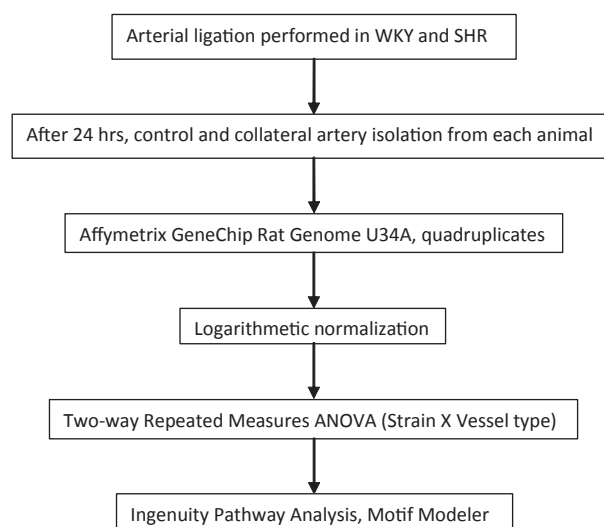 Arterial ligation performed in WKY and SHR
After 24 hrs, control and collateral artery isolation from each animal
Affymetrix GeneChip Rat Genome U34A, quadruplicates
Logarithmetic normalization
Two-way Repeated Measures ANOVA (Strain X Vessel type)
Ingenuity Pathway Analysis, Motif Modeler